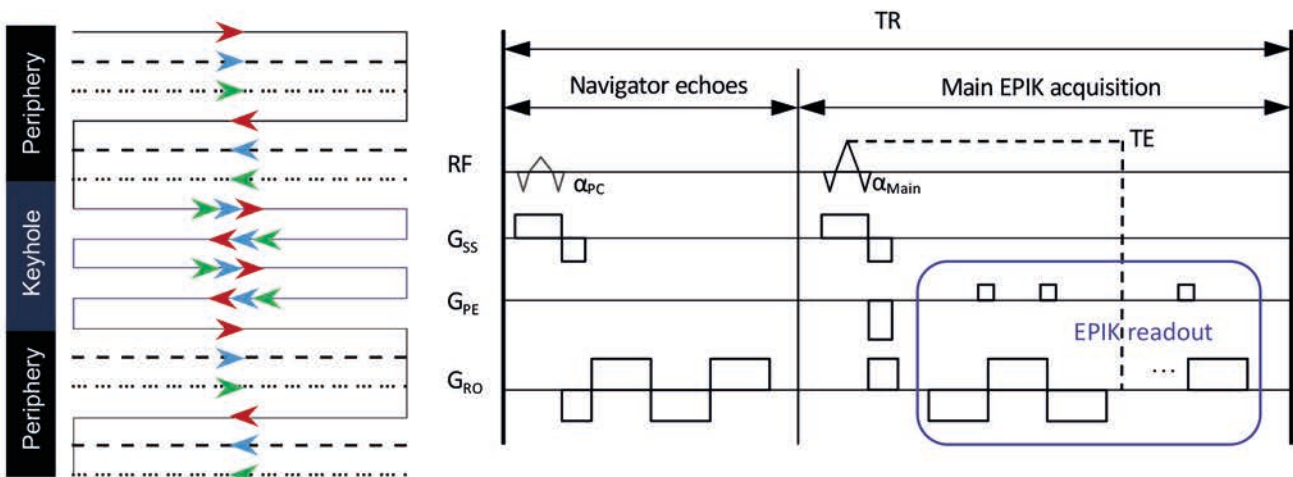 Periphery
Keyhole
Periphery
TR
Navigator echoes
Main EPIK acquisition
RF
αPC
αMain
TE
GSS
GPE
EPIK readout
GRO
...